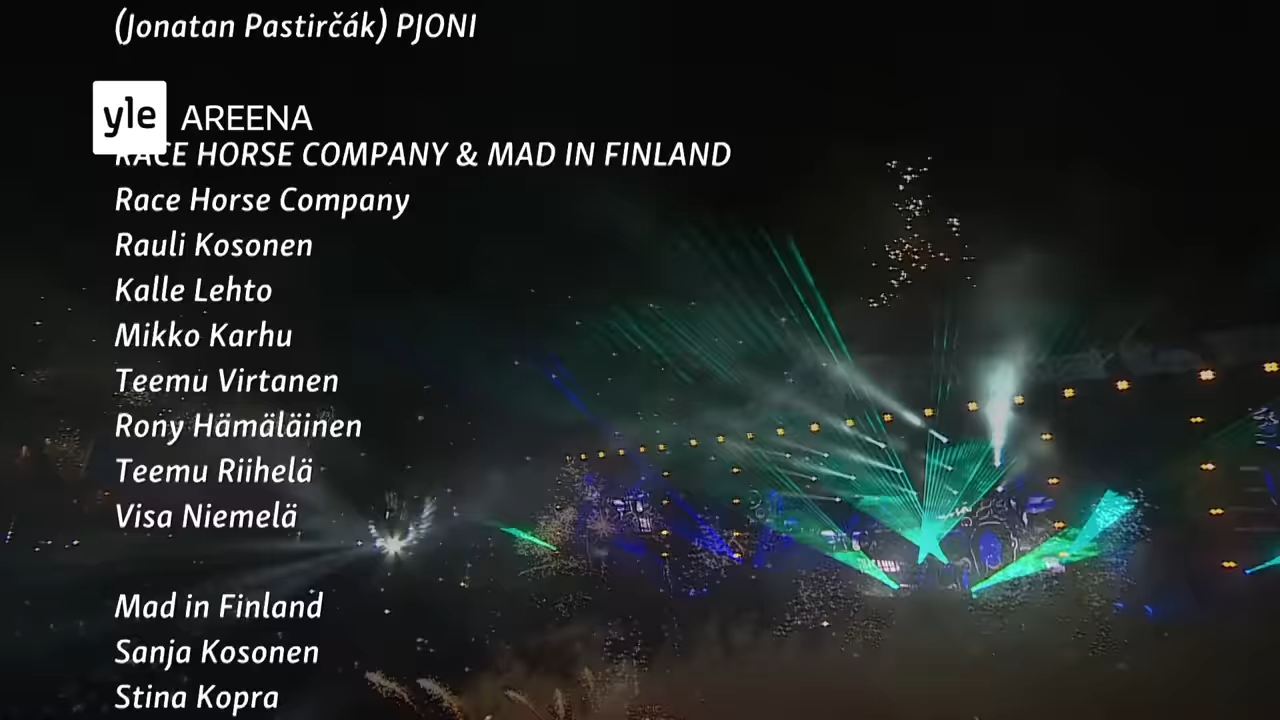 (Jonatan Pastirčák) PJONI
yle AREENA
RACE HORSE COMPANY & MAD IN FINLAND
Race Horse Company
Rauli Kosonen
Kalle Lehto
Mikko Karhu
Teemu Virtanen
Rony Hämäläinen
Teemu Riihelä
Visa Niemelä
Mad in Finland
Sanja Kosonen
Stina Kopra